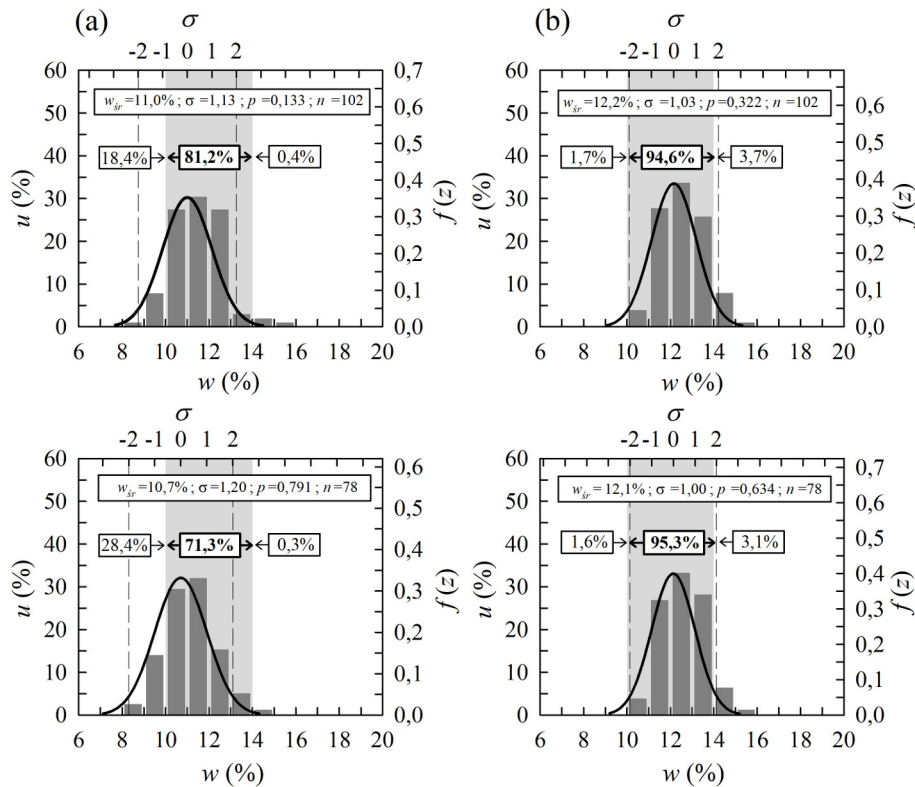 (a)
σ
-2 -1 0 1 2
60 50 40 30 20 10 0
u (%)
w_śr=11,0% ; σ=1,13 ; p=0,133 ; n=102
18,4% 81,2% 0,4%
0,7 0,6 0,5 0,4 0,3 0,2 0,1 0,0
f (z)
6 8 10 12 14 16 18 20
w (%)
(b)
σ
-2 -1 0 1 2
60 50 40 30 20 10 0
u (%)
w_śr=12,2% ; σ=1,03 ; p=0,322 ; n=102
1,7% 94,6% 3,7%
0,6 0,5 0,4 0,3 0,2 0,1 0,0
f (z)
6 8 10 12 14 16 18 20
w (%)
σ
-2 -1 0 1 2
60 50 40 30 20 10 0
u (%)
w_śr=10,7% ; σ=1,20 ; p=0,791 ; n=78
28,4% 71,3% 0,3%
0,6 0,5 0,4 0,3 0,2 0,1 0,0
f (z)
6 8 10 12 14 16 18 20
w (%)
σ
-2 -1 0 1 2
60 50 40 30 20 10 0
u (%)
w_śr=12,1% ; σ=1,00 ; p=0,634 ; n=78
1,6% 95,3% 3,1%
0,7 0,6 0,5 0,4 0,3 0,2 0,1 0,0
f (z)
6 8 10 12 14 16 18 20
w (%)